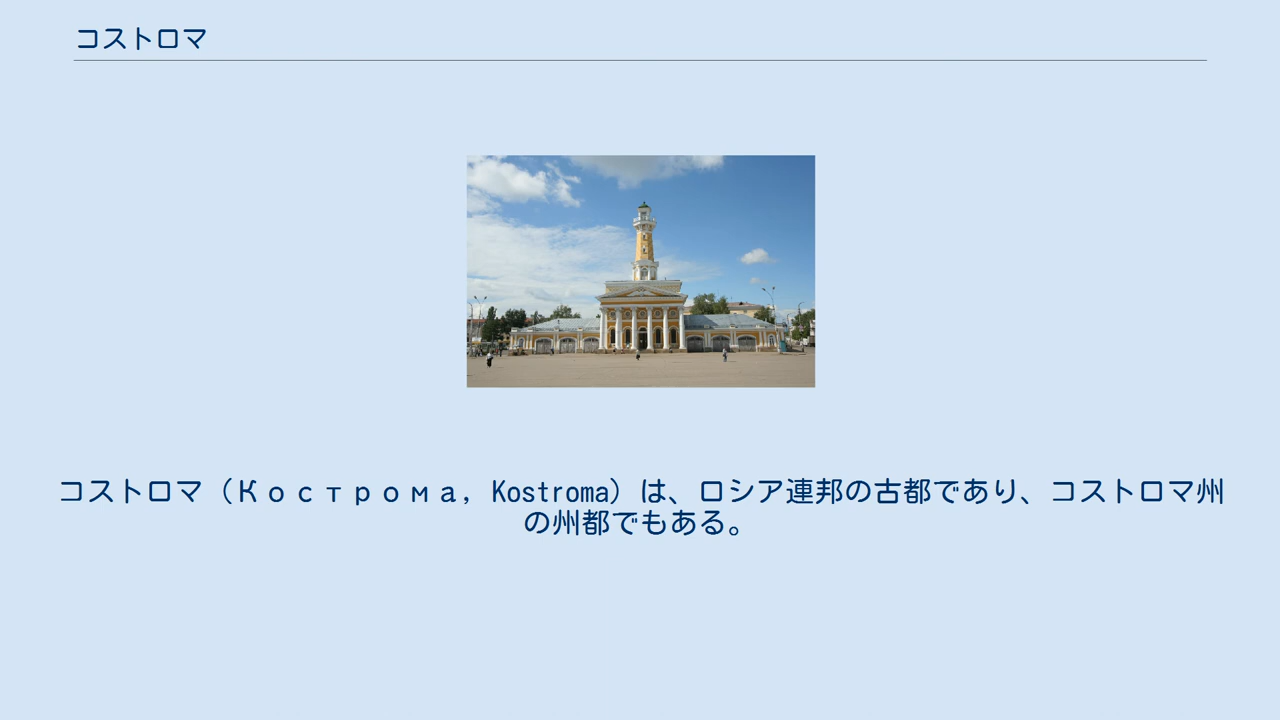 コストロマ
コストロマ（Кострома, Kostroma）は、ロシア連邦の古都であり、コストロマ州
の州都でもある。